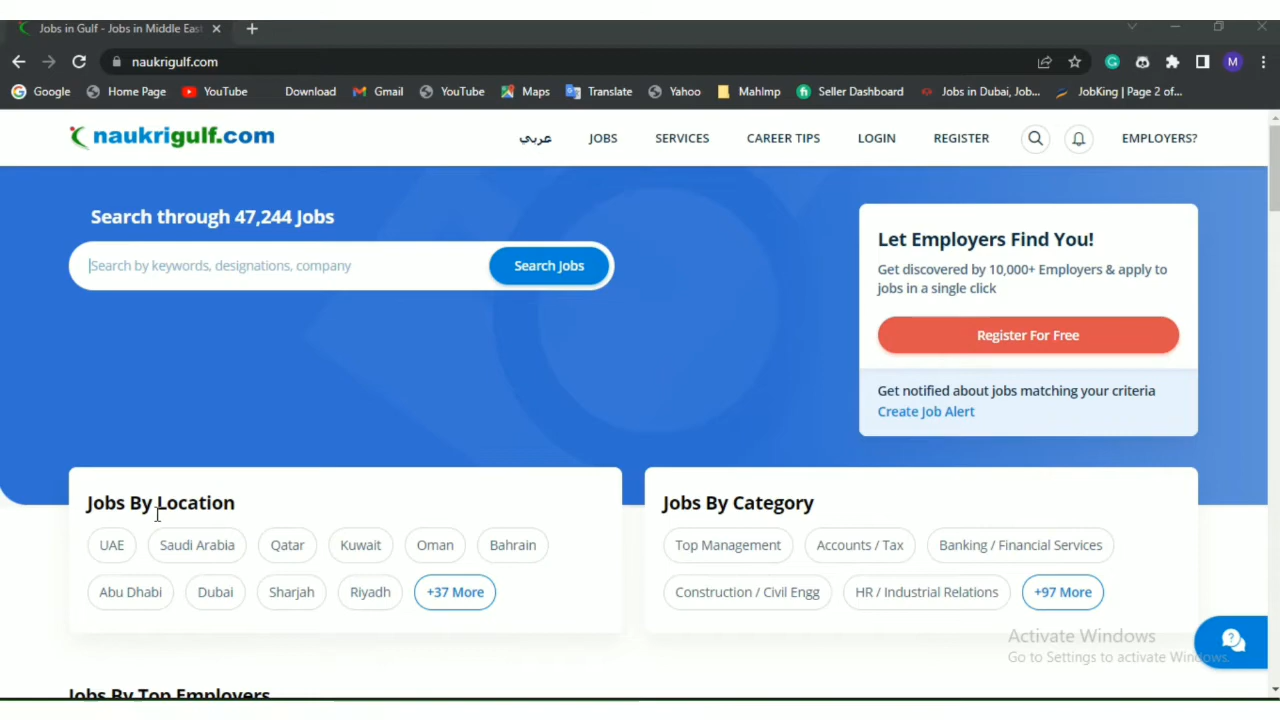 Jobs in Gulf - Jobs in Middle East
naukrigulf.com
M
Google Home Page YouTube Download Gmail YouTube Maps Translate Yahoo MahImp Seller Dashboard Jobs in Dubai, Job... JobKing | Page 2 of...
naukrigulf.com
عربي JOBS SERVICES CAREER TIPS LOGIN REGISTER EMPLOYERS?
Search through 47,244 Jobs
Search by keywords, designations, company
Search Jobs
Let Employers Find You!
Get discovered by 10,000+ Employers & apply to
jobs in a single click
Register For Free
Get notified about jobs matching your criteria
Create Job Alert
Jobs By Location
UAE Saudi Arabia Qatar Kuwait Oman Bahrain
Abu Dhabi Dubai Sharjah Riyadh +37 More
Jobs By Category
Top Management Accounts / Tax Banking / Financial Services
Construction / Civil Engg HR / Industrial Relations +97 More
Activate Windows
Go to Settings to activate Windows.
Jobs By Top Employers